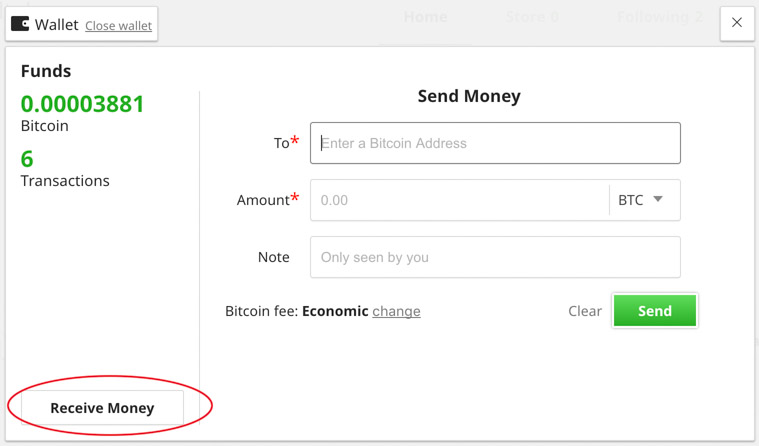 Wallet Close wallet
Home Store 0 Following 2
Funds
0.00003881
Bitcoin
6
Transactions
Receive Money
Send Money
To*
Enter a Bitcoin Address
Amount*
0.00
BTC
Note
Only seen by you
Bitcoin fee: Economic change
Clear
Send